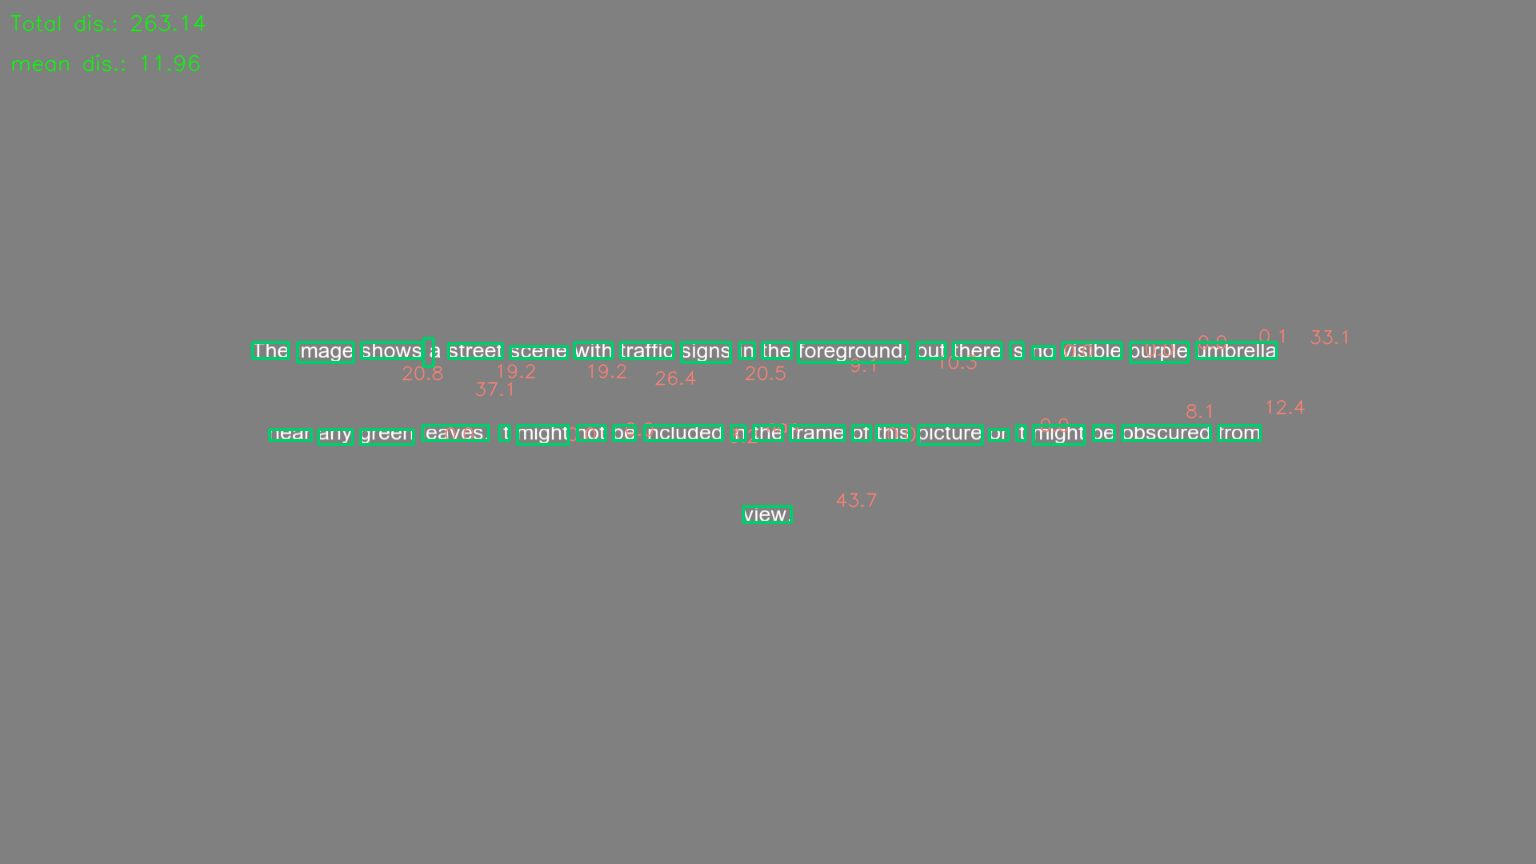 Total dis.: 263.14
mean dis.: 11.96
The image shows a street scene with traffic signs in the foreground, but there is no visible purple umbrella
33.1
0.1
9.1
10.3
20.8
19.2
19.2
26.4
20.5
37.1
near any green leaves. It might not be included in the frame of this picture or it might be obscured from
8.1
12.4
view.
43.7